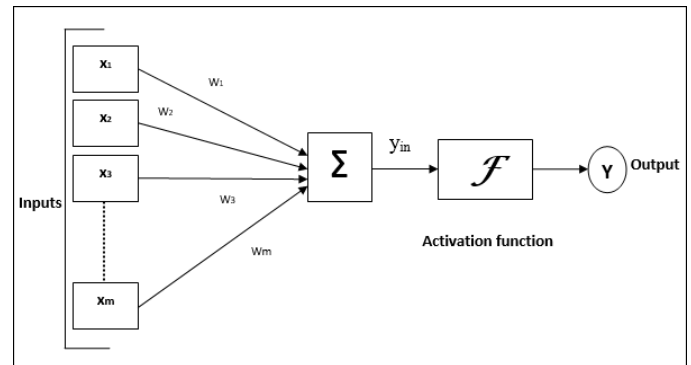 x₁
W₁
x₂
W₂
x₃
W₃
Inputs
xₘ
Wₘ
Σ
yᵢₙ
ℱ
Activation function
Y
Output